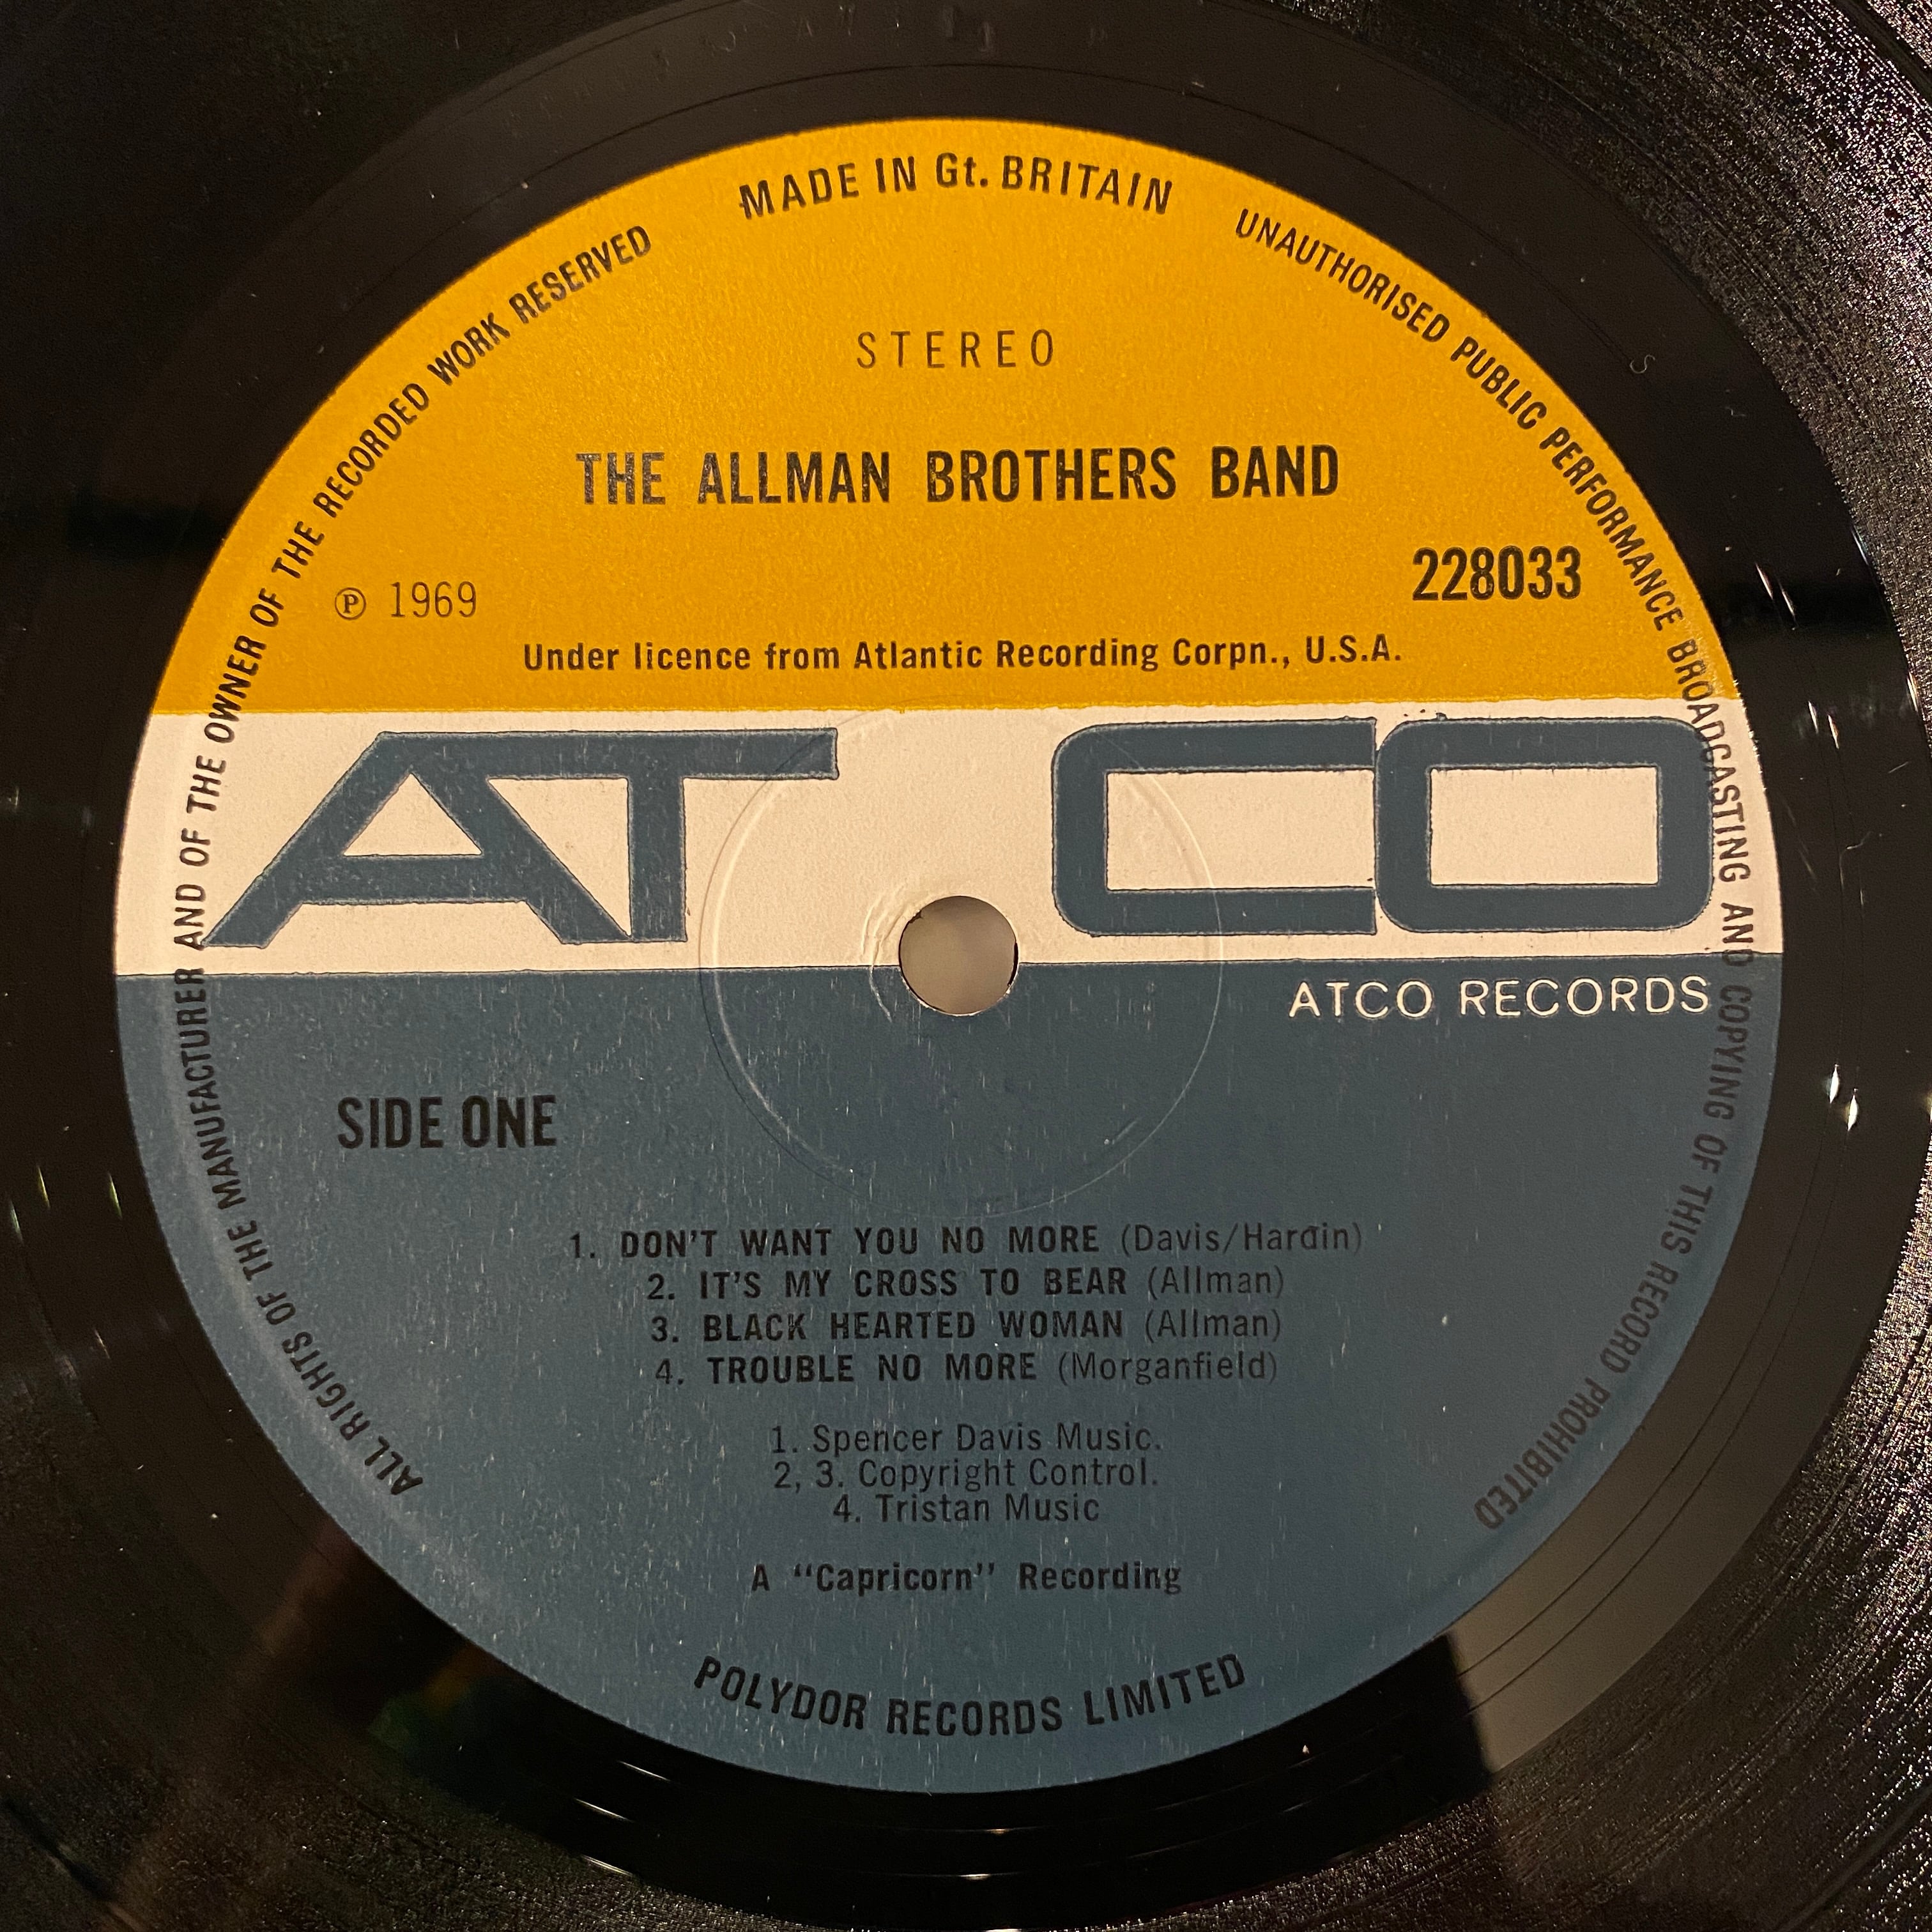 MADE IN Gt. BRITAIN
UNAUTHORISED PUBLIC PERFORMANCE BROADCASTING AND COPYING OF THIS RECORD PROHIBITED
ALL RIGHTS OF THE MANUFACTURER AND OF THE OWNER OF THE RECORDED WORK RESERVED
STEREO
THE ALLMAN BROTHERS BAND
228033
℗ 1969
Under licence from Atlantic Recording Corpn., U.S.A.
ATCO
ATCO RECORDS
SIDE ONE
1. DON'T WANT YOU NO MORE (Davis/Hardin)
2. IT'S MY CROSS TO BEAR (Allman)
3. BLACK HEARTED WOMAN (Allman)
4. TROUBLE NO MORE (Morganfield)
1. Spencer Davis Music.
2, 3. Copyright Control.
4. Tristan Music
A "Capricorn" Recording
POLYDOR RECORDS LIMITED